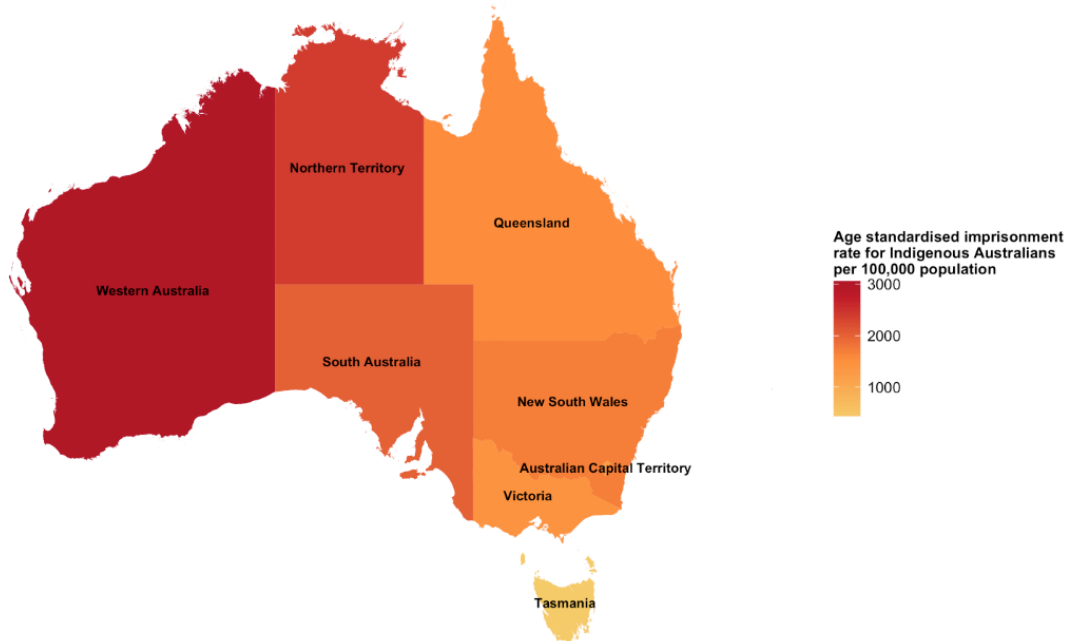 Northern Territory
Queensland
Western Australia
South Australia
New South Wales
Australian Capital Territory
Victoria
Tasmania
Age standardised imprisonment
rate for Indigenous Australians
per 100,000 population
3000
2000
1000